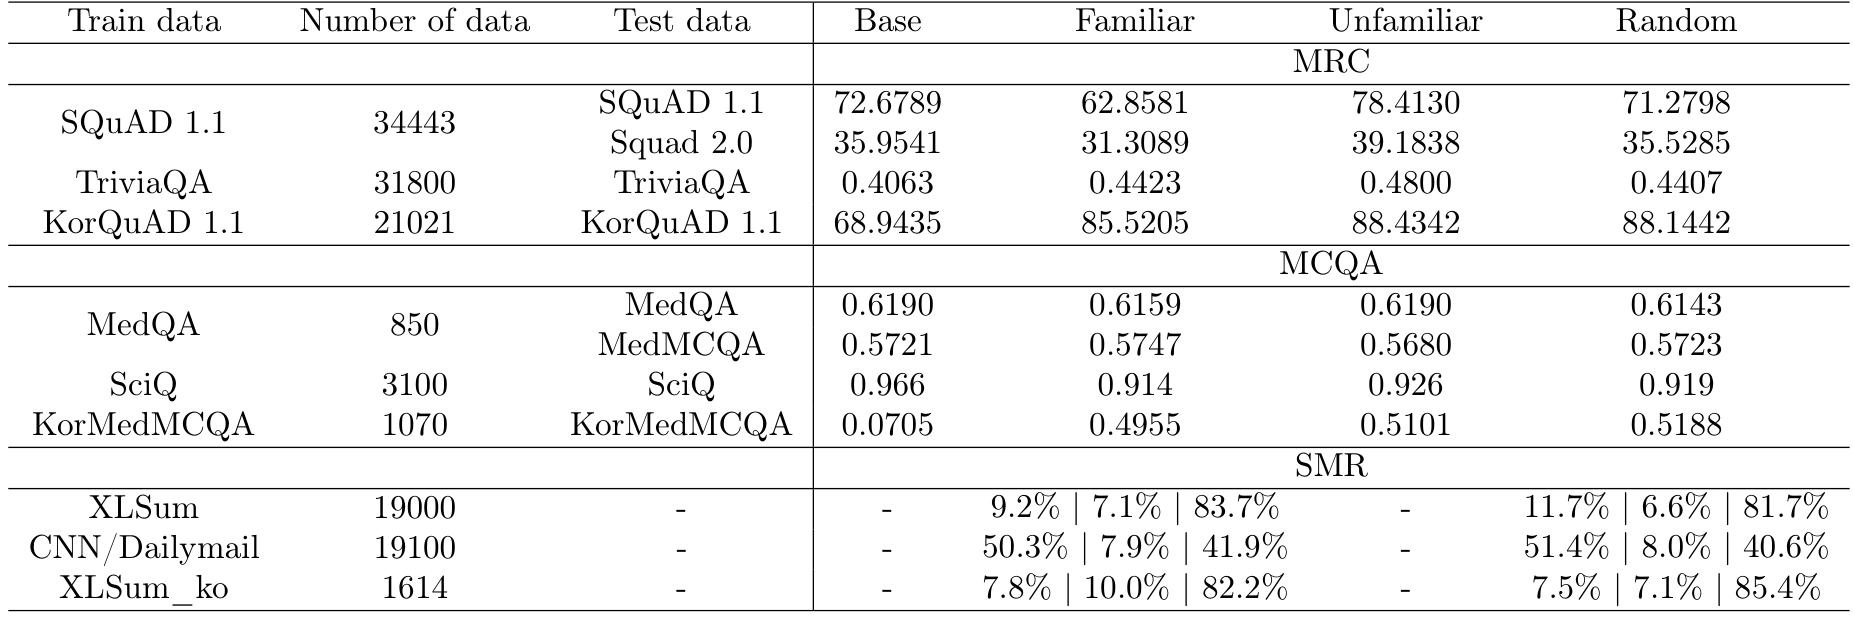 Train data Number of data Test data Base Familiar Unfamiliar Random
MRC
SQuAD 1.1 34443 SQuAD 1.1 72.6789 62.8581 78.4130 71.2798
Squad 2.0 35.9541 31.3089 39.1838 35.5285
TriviaQA 31800 TriviaQA 0.4063 0.4423 0.4800 0.4407
KorQuAD 1.1 21021 KorQuAD 1.1 68.9435 85.5205 88.4342 88.1442
MCQA
MedQA 850 MedQA 0.6190 0.6159 0.6190 0.6143
MedMCQA 0.5721 0.5747 0.5680 0.5723
SciQ 3100 SciQ 0.966 0.914 0.926 0.919
KorMedMCQA 1070 KorMedMCQA 0.0705 0.4955 0.5101 0.5188
SMR
XLSum 19000 - - 9.2% | 7.1% | 83.7% - 11.7% | 6.6% | 81.7%
CNN/Dailymail 19100 - - 50.3% | 7.9% | 41.9% - 51.4% | 8.0% | 40.6%
XLSum_ko 1614 - - 7.8% | 10.0% | 82.2% - 7.5% | 7.1% | 85.4%